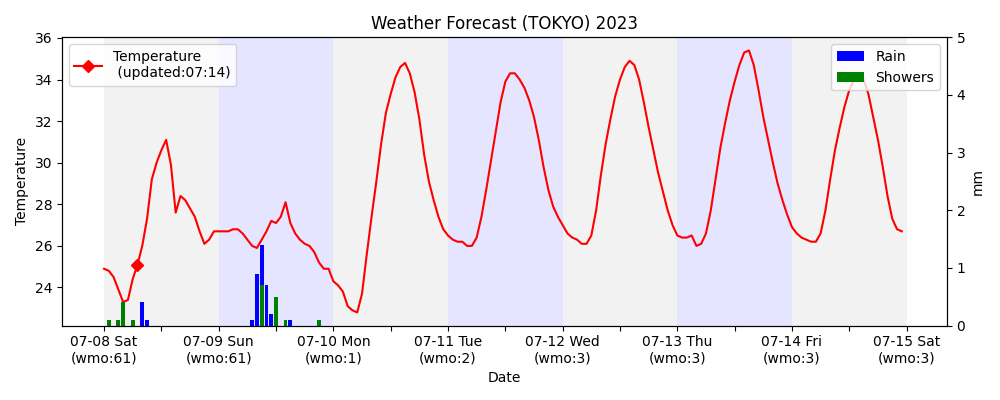 Weather Forecast (TOKYO) 2023
Temperature
(updated:07:14)
Rain
Showers
36
34
32
30
28
26
24
Temperature
5
4
3
2
1
0
mm
07-08 Sat 07-09 Sun 07-10 Mon 07-11 Tue 07-12 Wed 07-13 Thu 07-14 Fri 07-15 Sat
(wmo:61) (wmo:61) (wmo:1) (wmo:2) (wmo:3) (wmo:3) (wmo:3) (wmo:3)
Date